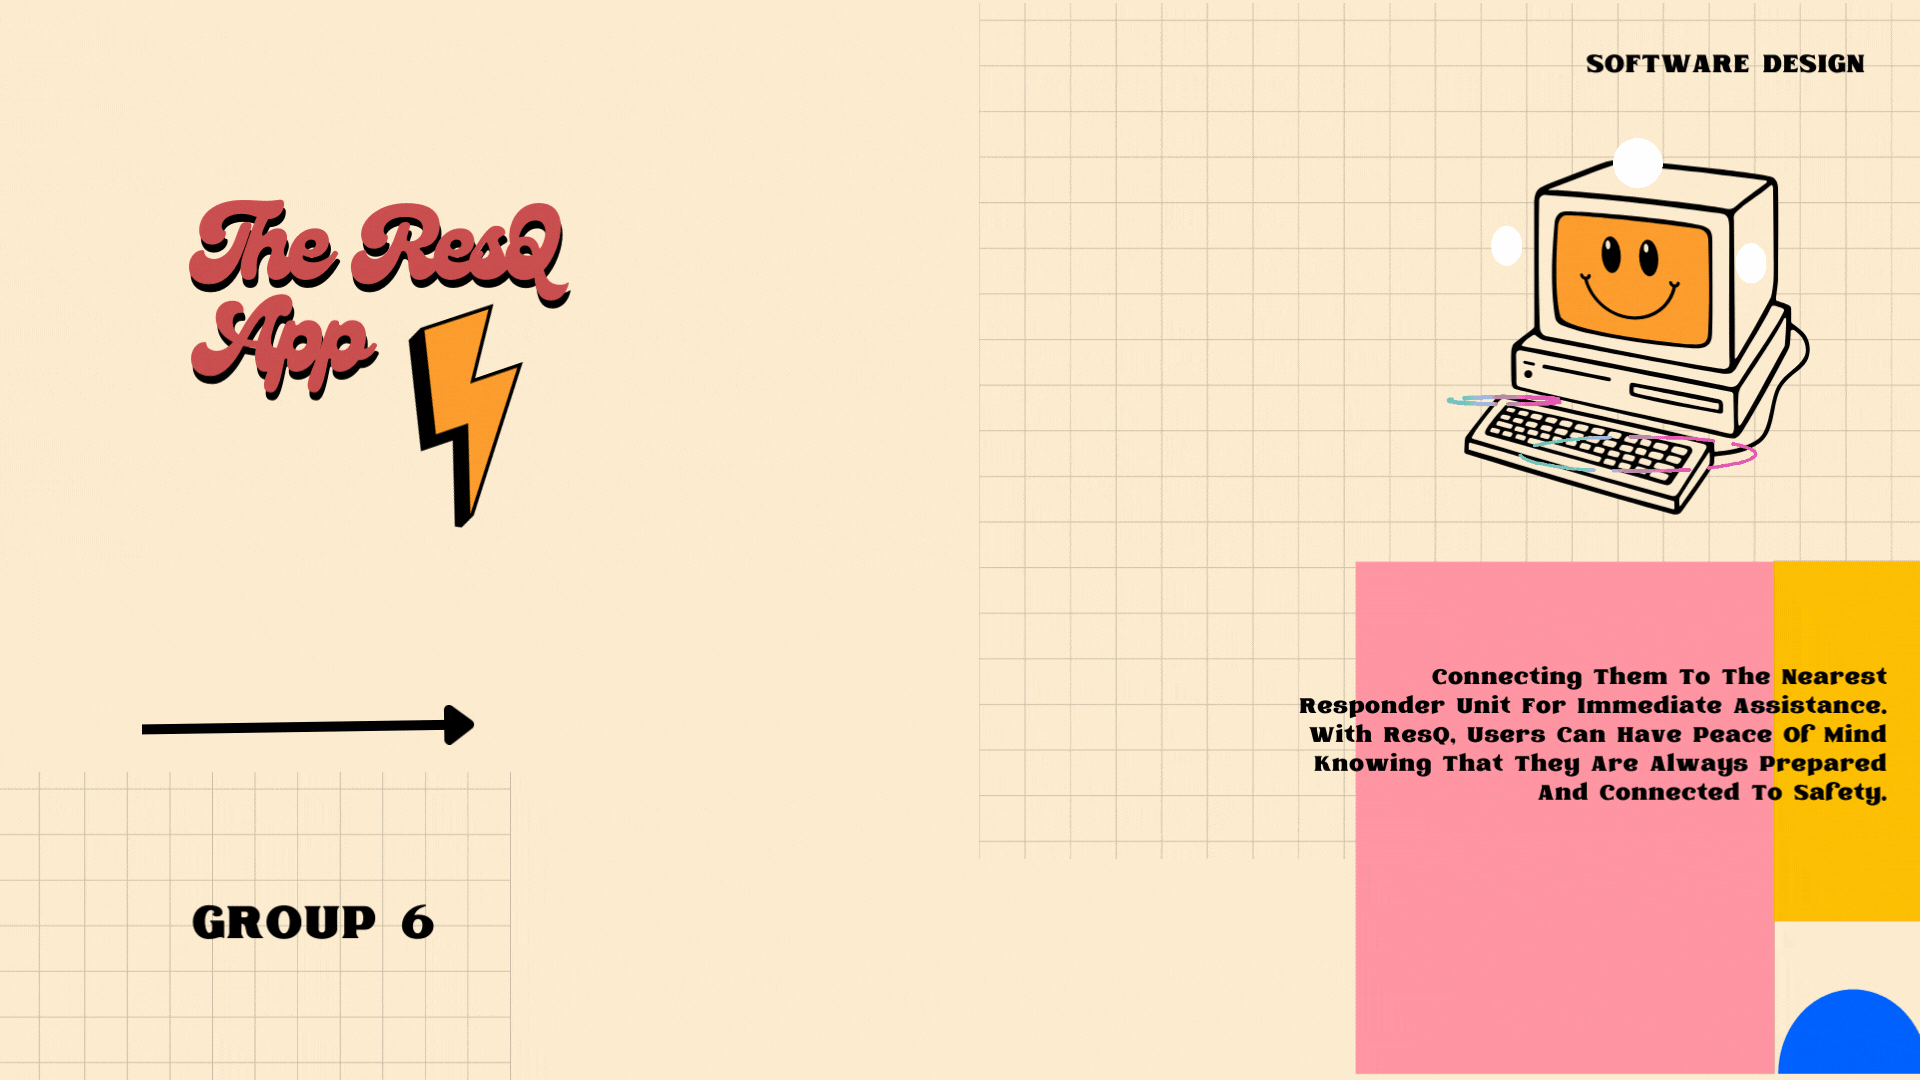 SOFTWARE DESIGN
The ResQ
App
Connecting Them To The Nearest
Responder Unit For Immediate Assistance.
With ResQ, Users Can Have Peace Of Mind
Knowing That They Are Always Prepared
And Connected To Safety.
GROUP 6